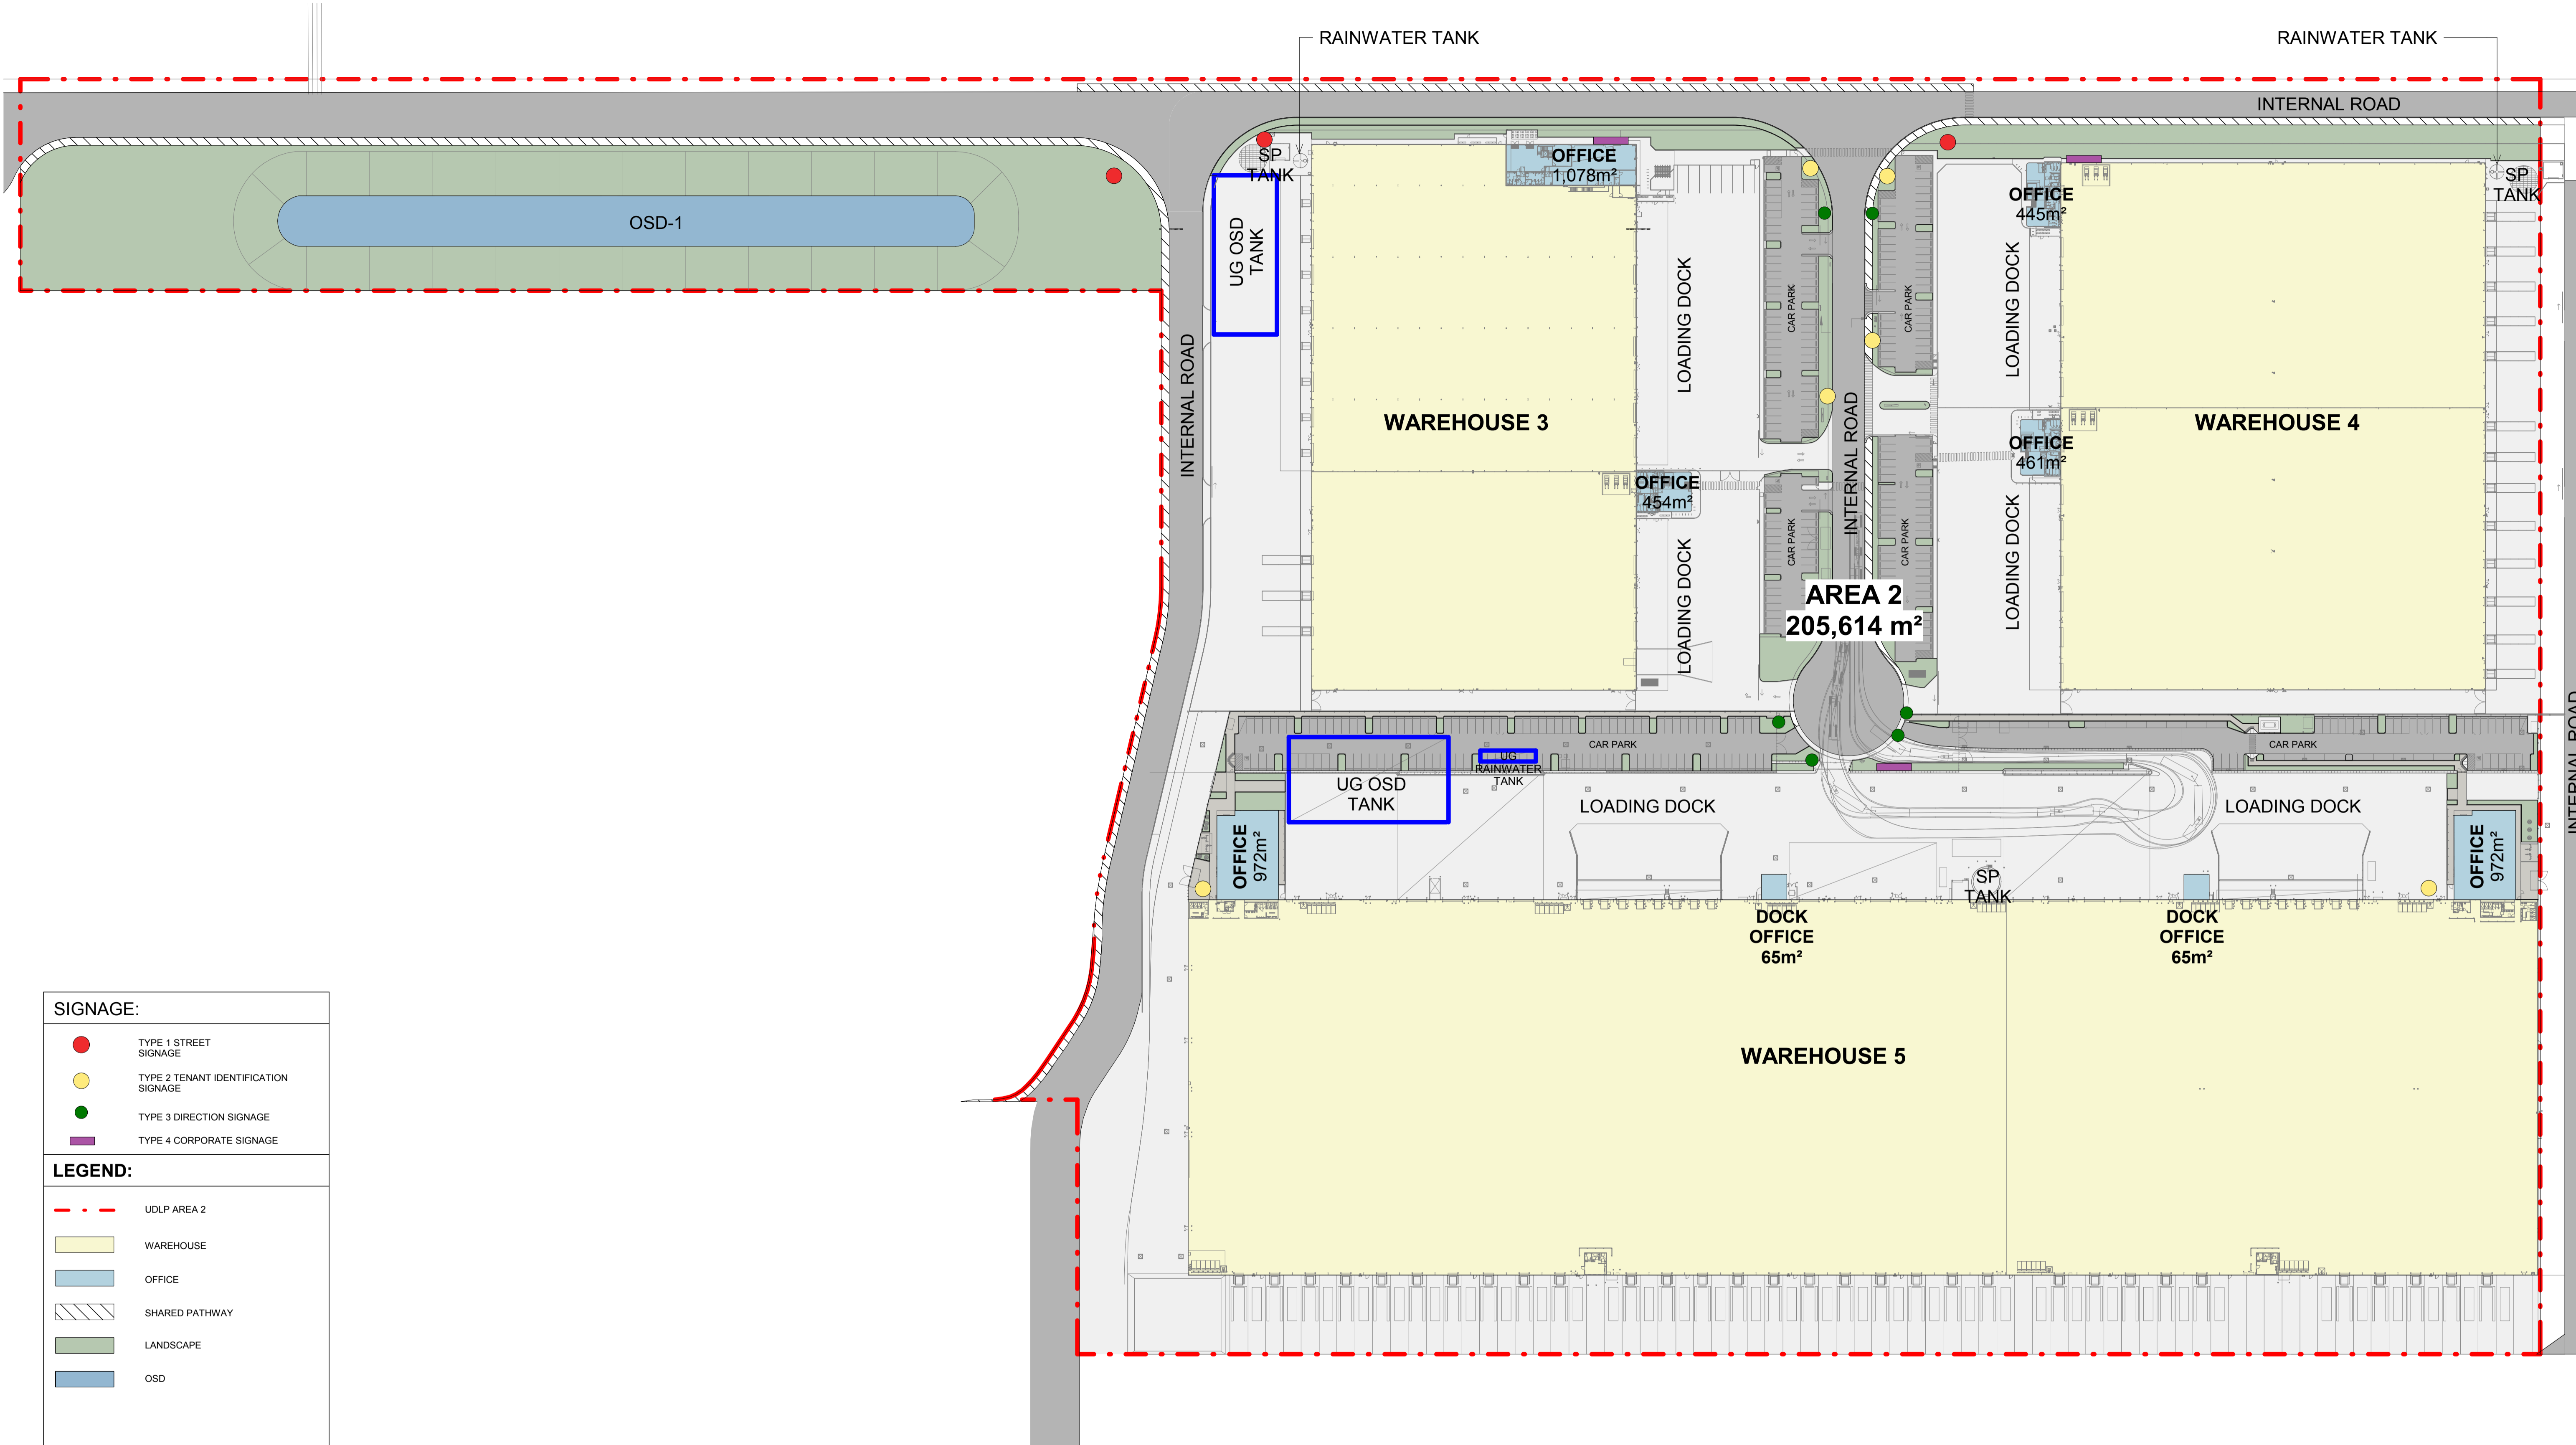 RAINWATER TANK
RAINWATER TANK
INTERNAL ROAD
SP
TANK
OFFICE
1,078m²
OFFICE
445m²
SP
TANK
OSD-1
UG OSD
TANK
LOADING DOCK
CAR PARK
CAR PARK
LOADING DOCK
INTERNAL ROAD
WAREHOUSE 3
INTERNAL ROAD
OFFICE
461m²
WAREHOUSE 4
OFFICE
454m²
LOADING DOCK
CAR PARK
CAR PARK
LOADING DOCK
AREA 2
205,614 m²
INTERNAL ROAD
CAR PARK
CAR PARK
UG
RAINWATER
TANK
UG OSD
TANK
LOADING DOCK
LOADING DOCK
OFFICE
972m²
OFFICE
972m²
SP
TANK
DOCK
OFFICE
65m²
DOCK
OFFICE
65m²
WAREHOUSE 5
SIGNAGE:
TYPE 1 STREET
SIGNAGE
TYPE 2 TENANT IDENTIFICATION
SIGNAGE
TYPE 3 DIRECTION SIGNAGE
TYPE 4 CORPORATE SIGNAGE
LEGEND:
UDLP AREA 2
WAREHOUSE
OFFICE
SHARED PATHWAY
LANDSCAPE
OSD